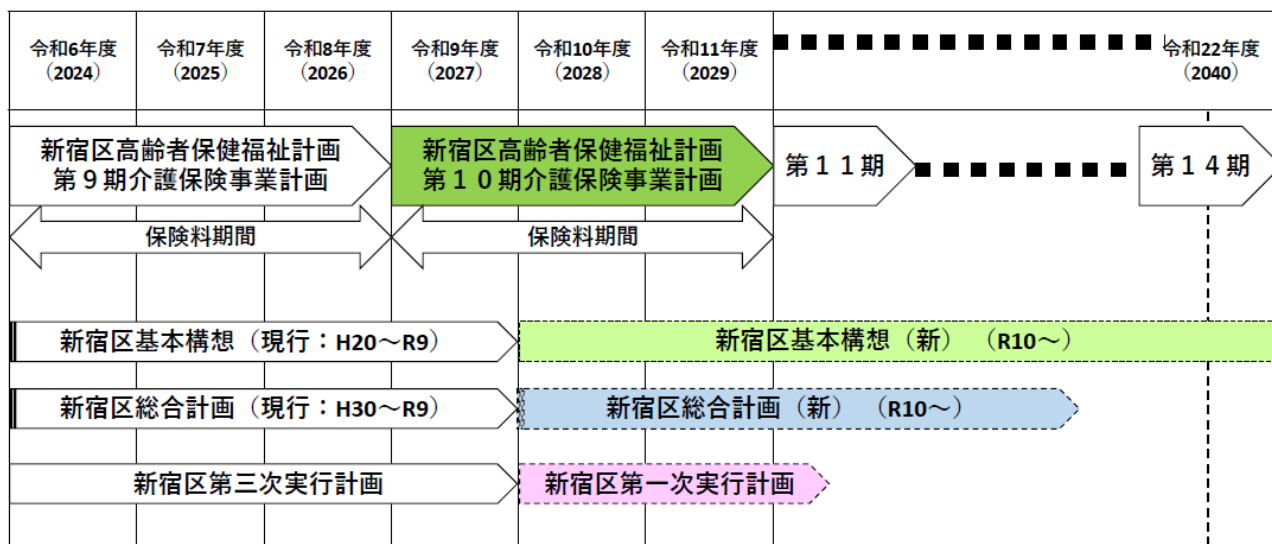 令和6年度
（2024）
令和7年度
（2025）
令和8年度
（2026）
令和9年度
（2027）
令和10年度
（2028）
令和11年度
（2029）
令和22年度
（2040）
新宿区高齢者保健福祉計画
第９期介護保険事業計画
新宿区高齢者保健福祉計画
第１０期介護保険事業計画
第１１期
第１４期
保険料期間
保険料期間
新宿区基本構想（現行：H20～R9）
新宿区基本構想（新）（R10～）
新宿区総合計画（現行：H30～R9）
新宿区総合計画（新）（R10～）
新宿区第三次実行計画
新宿区第一次実行計画